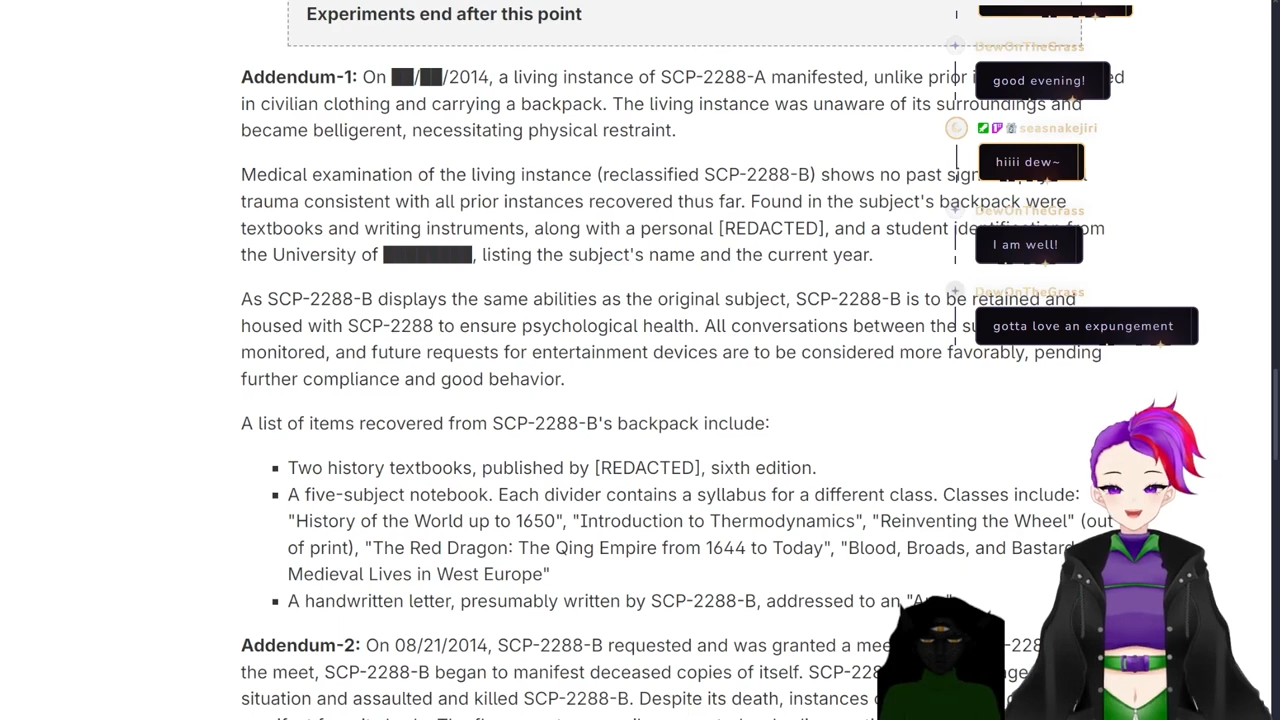 Experiments end after this point
Addendum-1: On ██/██/2014, a living instance of SCP-2288-A manifested, unlike prior
in civilian clothing and carrying a backpack. The living instance was unaware of its surroundings and
became belligerent, necessitating physical restraint.
Medical examination of the living instance (reclassified SCP-2288-B) shows no past
trauma consistent with all prior instances recovered thus far. Found in the subject's backpack were
textbooks and writing instruments, along with a personal [REDACTED], and a student identification from
the University of ████████, listing the subject's name and the current year.
As SCP-2288-B displays the same abilities as the original subject, SCP-2288-B is to be retained and
housed with SCP-2288 to ensure psychological health. All conversations between the
monitored, and future requests for entertainment devices are to be considered more favorably, pending
further compliance and good behavior.
A list of items recovered from SCP-2288-B's backpack include:
Two history textbooks, published by [REDACTED], sixth edition.
A five-subject notebook. Each divider contains a syllabus for a different class. Classes include:
"History of the World up to 1650", "Introduction to Thermodynamics", "Reinventing the Wheel" (out
of print), "The Red Dragon: The Qing Empire from 1644 to Today", "Blood, Broads, and Bastard
Medieval Lives in West Europe"
A handwritten letter, presumably written by SCP-2288-B, addressed to an
Addendum-2: On 08/21/2014, SCP-2288-B requested and was granted a
the meet, SCP-2288-B began to manifest deceased copies of itself.
situation and assaulted and killed SCP-2288-B. Despite its death, instances
DewOnTheGrass
good evening!
seasnakejiri
hiiii dew~
DewOnTheGrass
I am well!
DewOnTheGrass
gotta love an expungement